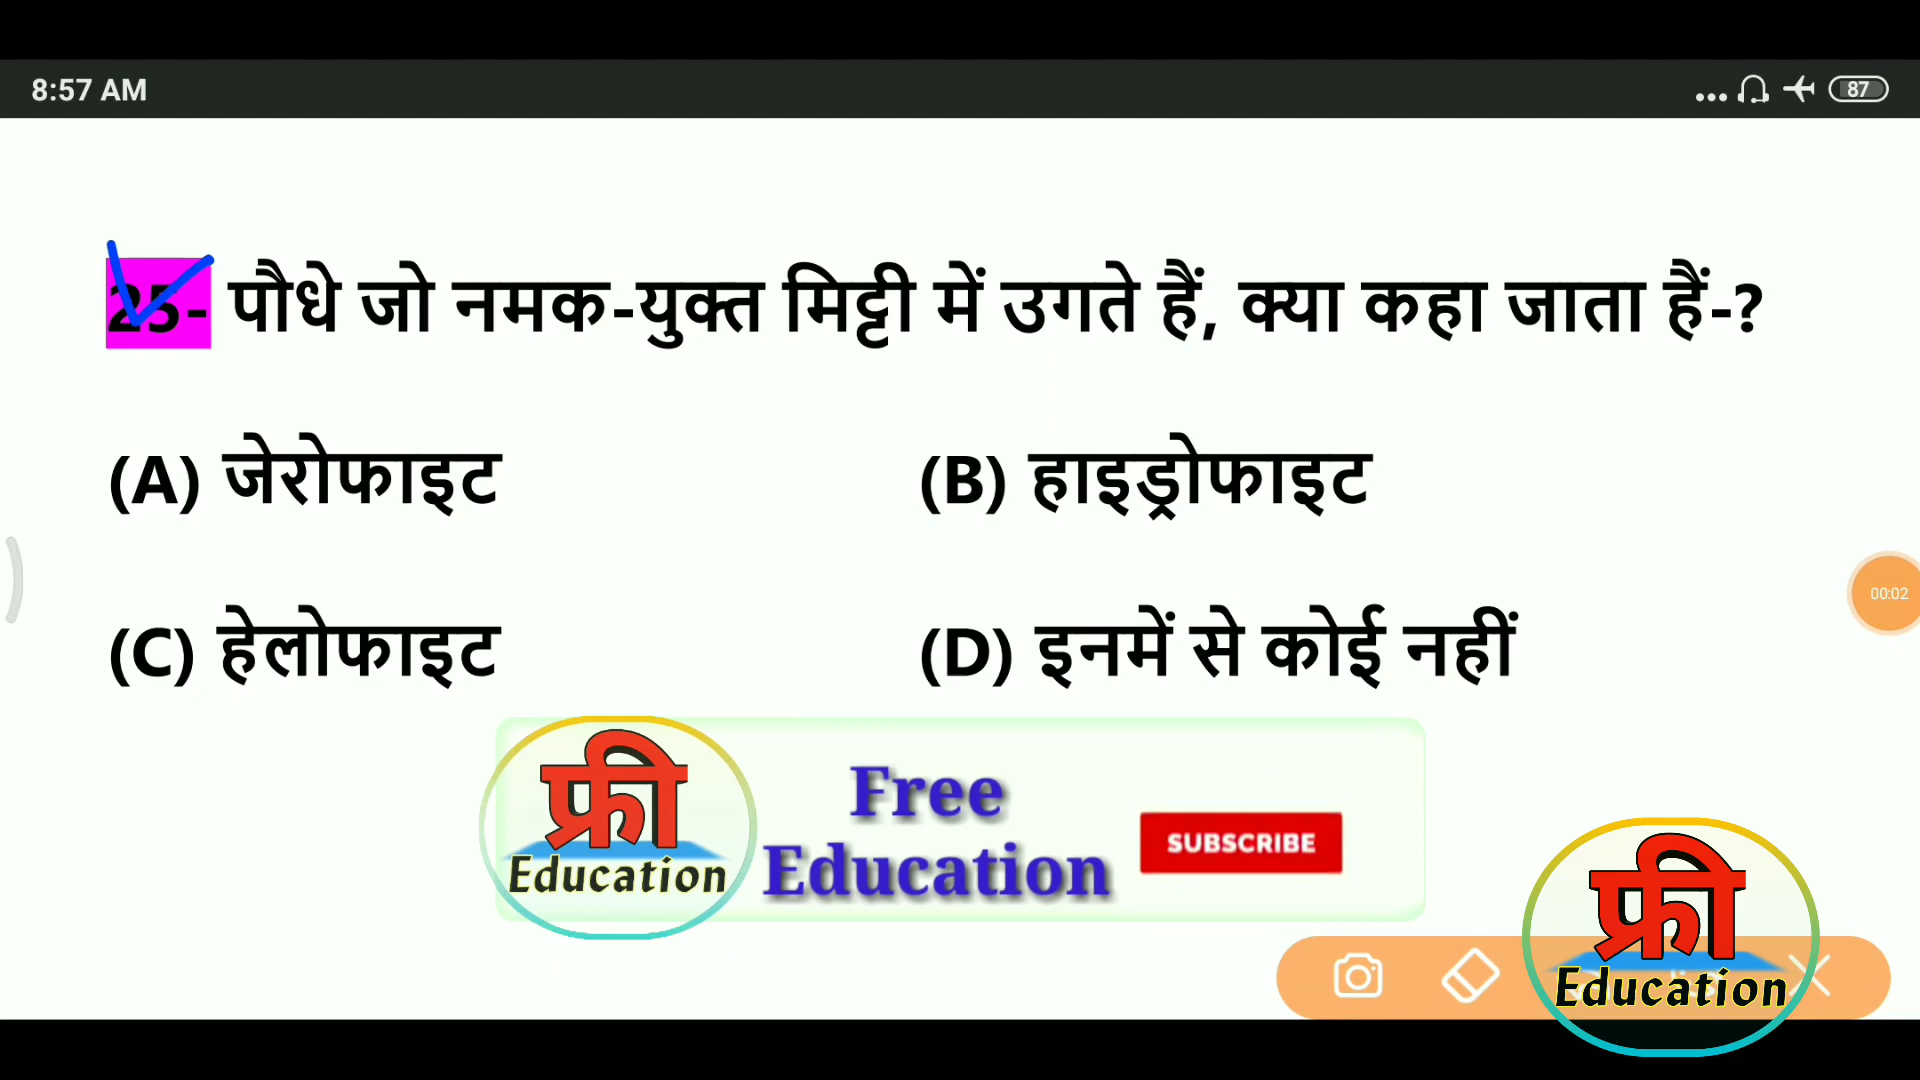 8:57 AM
87
25- पौधे जो नमक-युक्त मिट्टी में उगते हैं, क्या कहा जाता हैं-?
(A) जेरोफाइट
(B) हाइड्रोफाइट
(C) हेलोफाइट
(D) इनमें से कोई नहीं
00:02
फ्री
Education
Free
Education
SUBSCRIBE
फ्री
Education